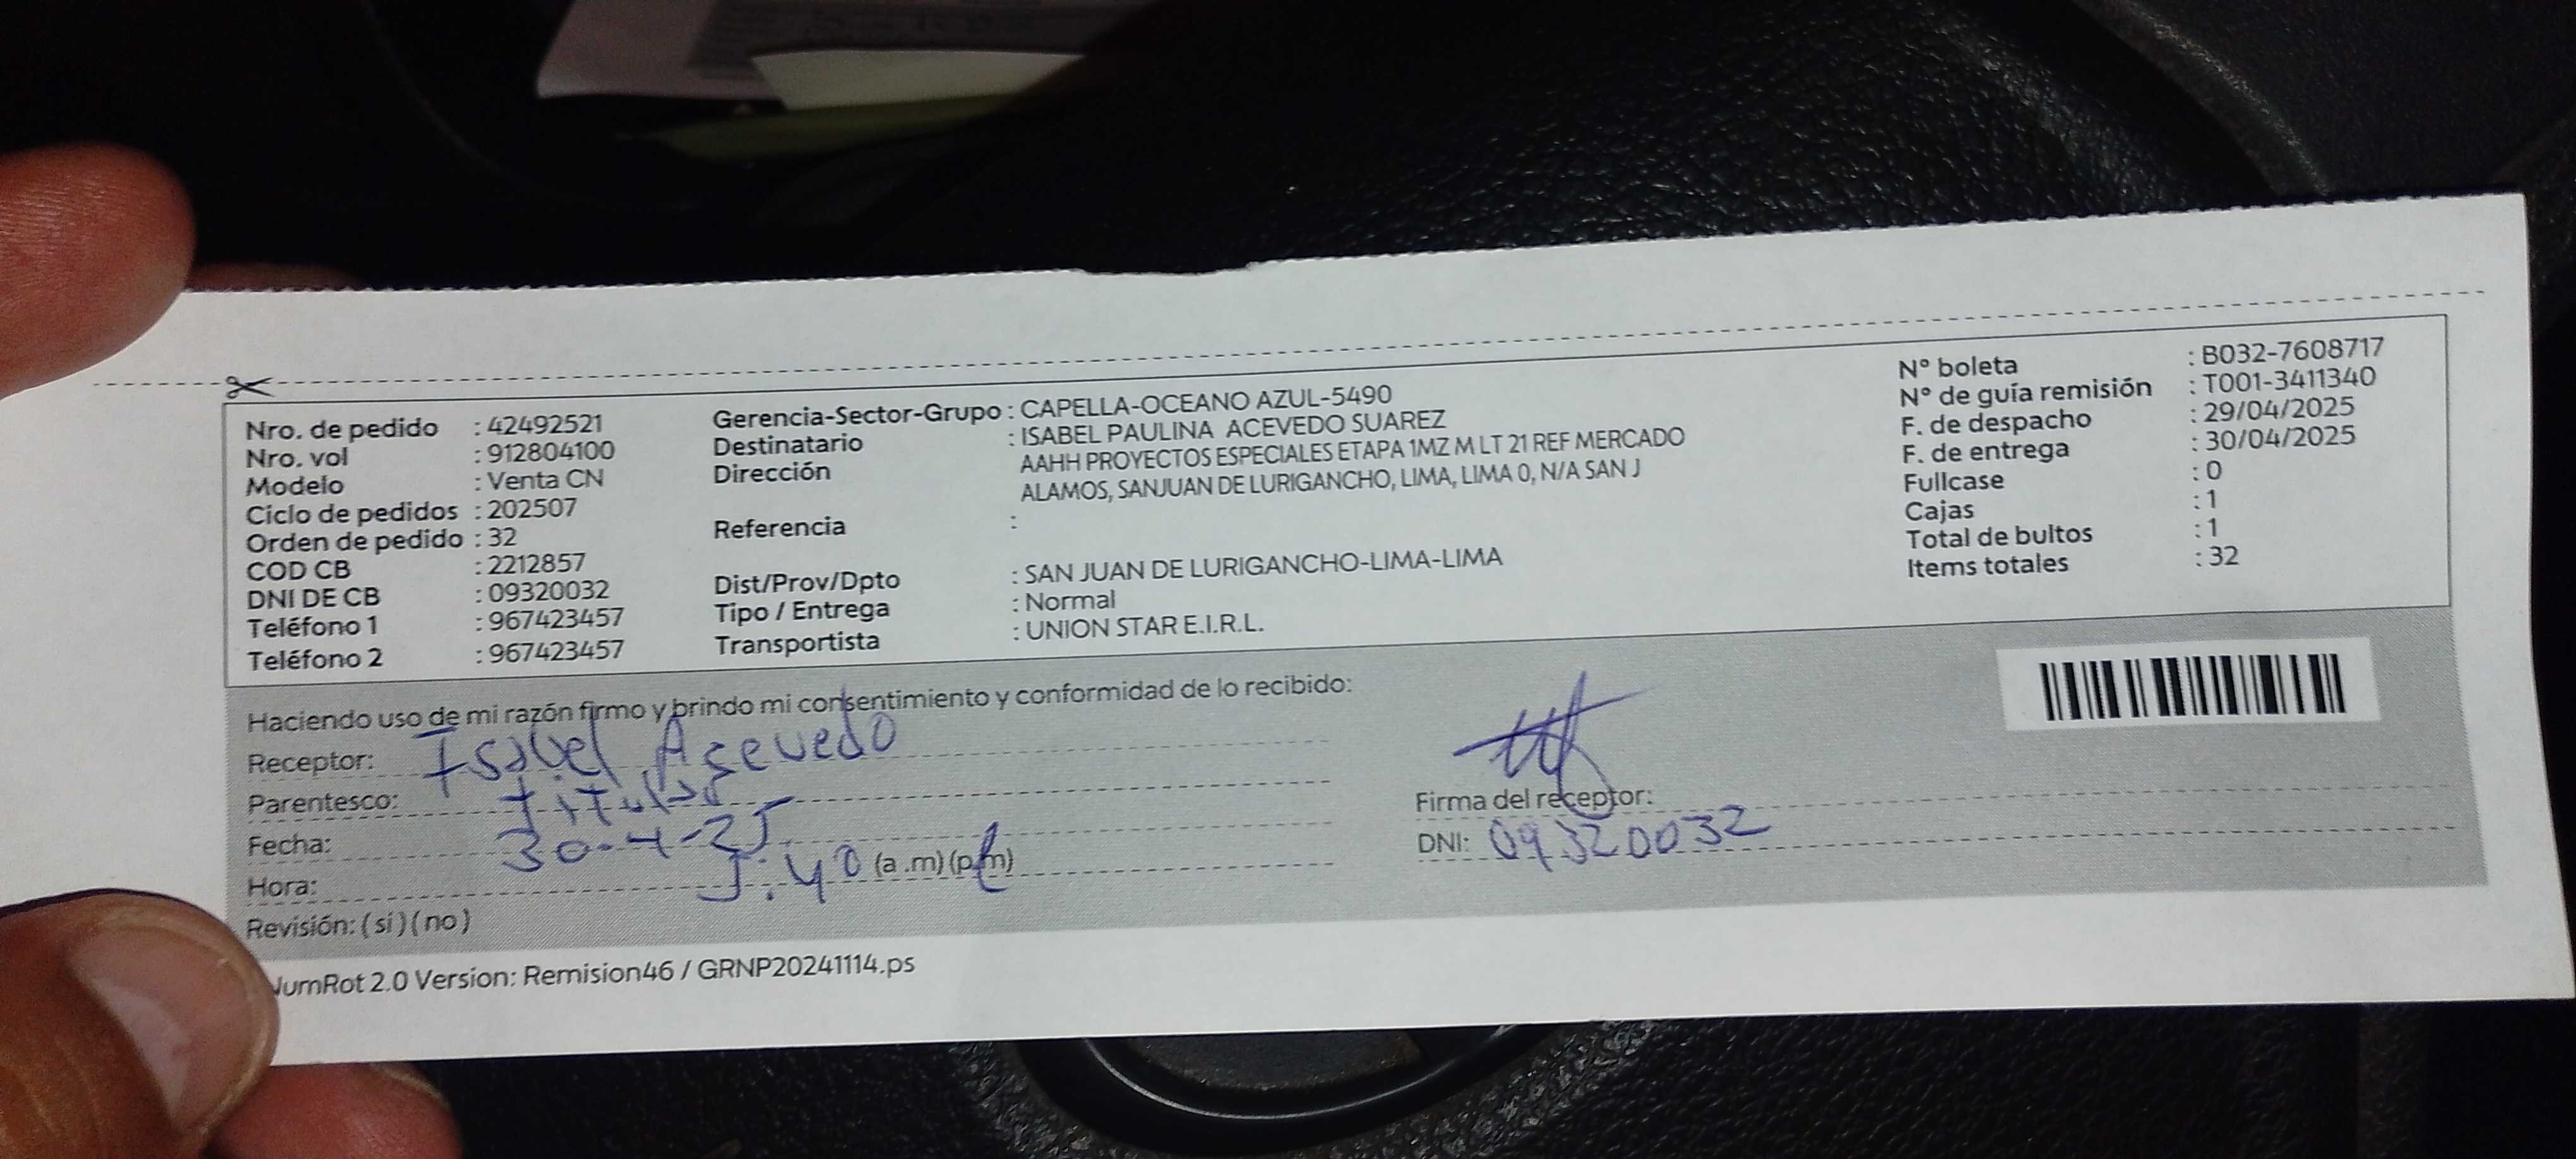 Nro. de pedido : 42492521
Nro. vol : 912804100
Modelo : Venta CN
Ciclo de pedidos : 202507
Orden de pedido : 32
COD CB : 2212857
DNI DE CB : 09320032
Teléfono 1 : 967423457
Teléfono 2 : 967423457
Gerencia-Sector-Grupo : CAPELLA-OCEANO AZUL-5490
Destinatario : ISABEL PAULINA ACEVEDO SUAREZ
Dirección AAHH PROYECTOS ESPECIALES ETAPA 1MZ M LT 21 REF MERCADO
ALAMOS, SANJUAN DE LURIGANCHO, LIMA, LIMA 0, N/A SAN J
Referencia :
Dist/Prov/Dpto : SAN JUAN DE LURIGANCHO-LIMA-LIMA
Tipo / Entrega : Normal
Transportista : UNION STAR E.I.R.L.
N° boleta : B032-7608717
N° de guía remisión : T001-3411340
F. de despacho : 29/04/2025
F. de entrega : 30/04/2025
Fullcase : 0
Cajas : 1
Total de bultos : 1
Items totales : 32
Haciendo uso de mi razón firmo y brindo mi consentimiento y conformidad de lo recibido:
Receptor: Isabel Acevedo
Parentesco: titular
Fecha: 30-4-25
Hora: 5:40 (a .m) (p.m)
Revisión: ( si ) ( no )
Firma del receptor:
DNI: 09320032
umRot 2.0 Version: Remision46 / GRNP20241114.ps